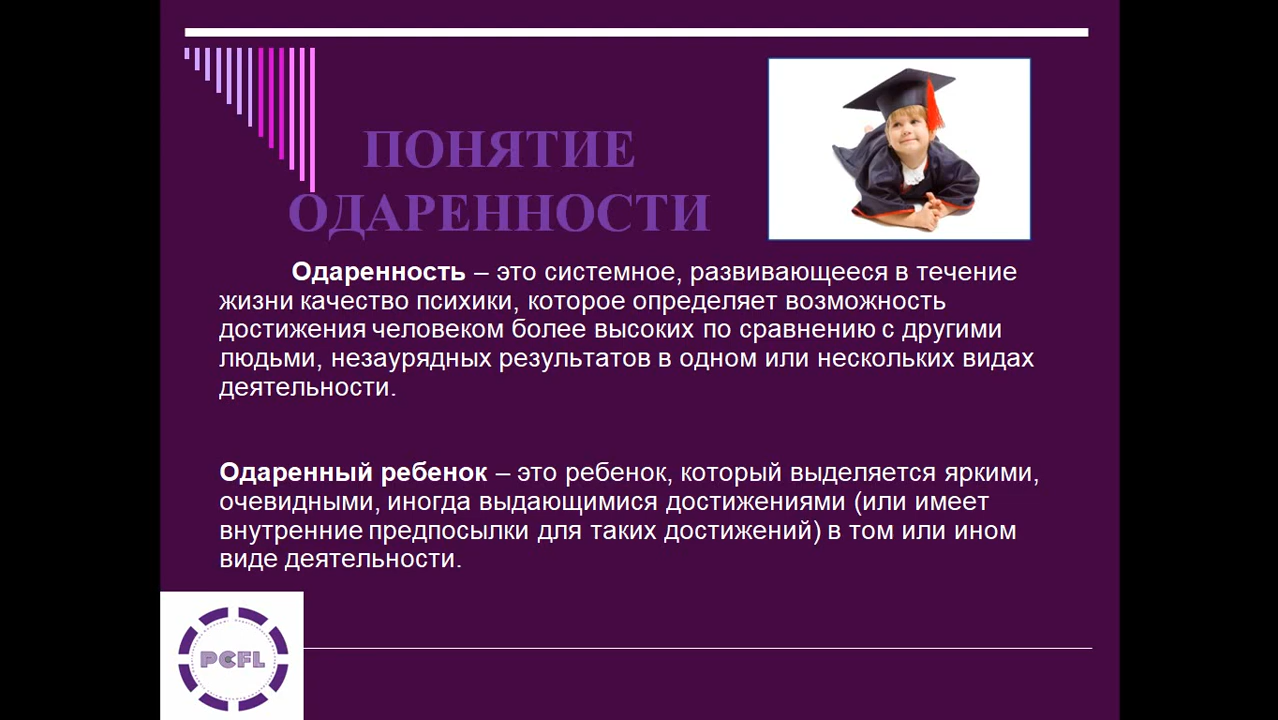 ПОНЯТИЕ
ОДАРЕННОСТИ
Одаренность – это системное, развивающееся в течение
жизни качество психики, которое определяет возможность
достижения человеком более высоких по сравнению с другими
людьми, незаурядных результатов в одном или нескольких видах
деятельности.
Одаренный ребенок – это ребенок, который выделяется яркими,
очевидными, иногда выдающимися достижениями (или имеет
внутренние предпосылки для таких достижений) в том или ином
виде деятельности.
PCFL